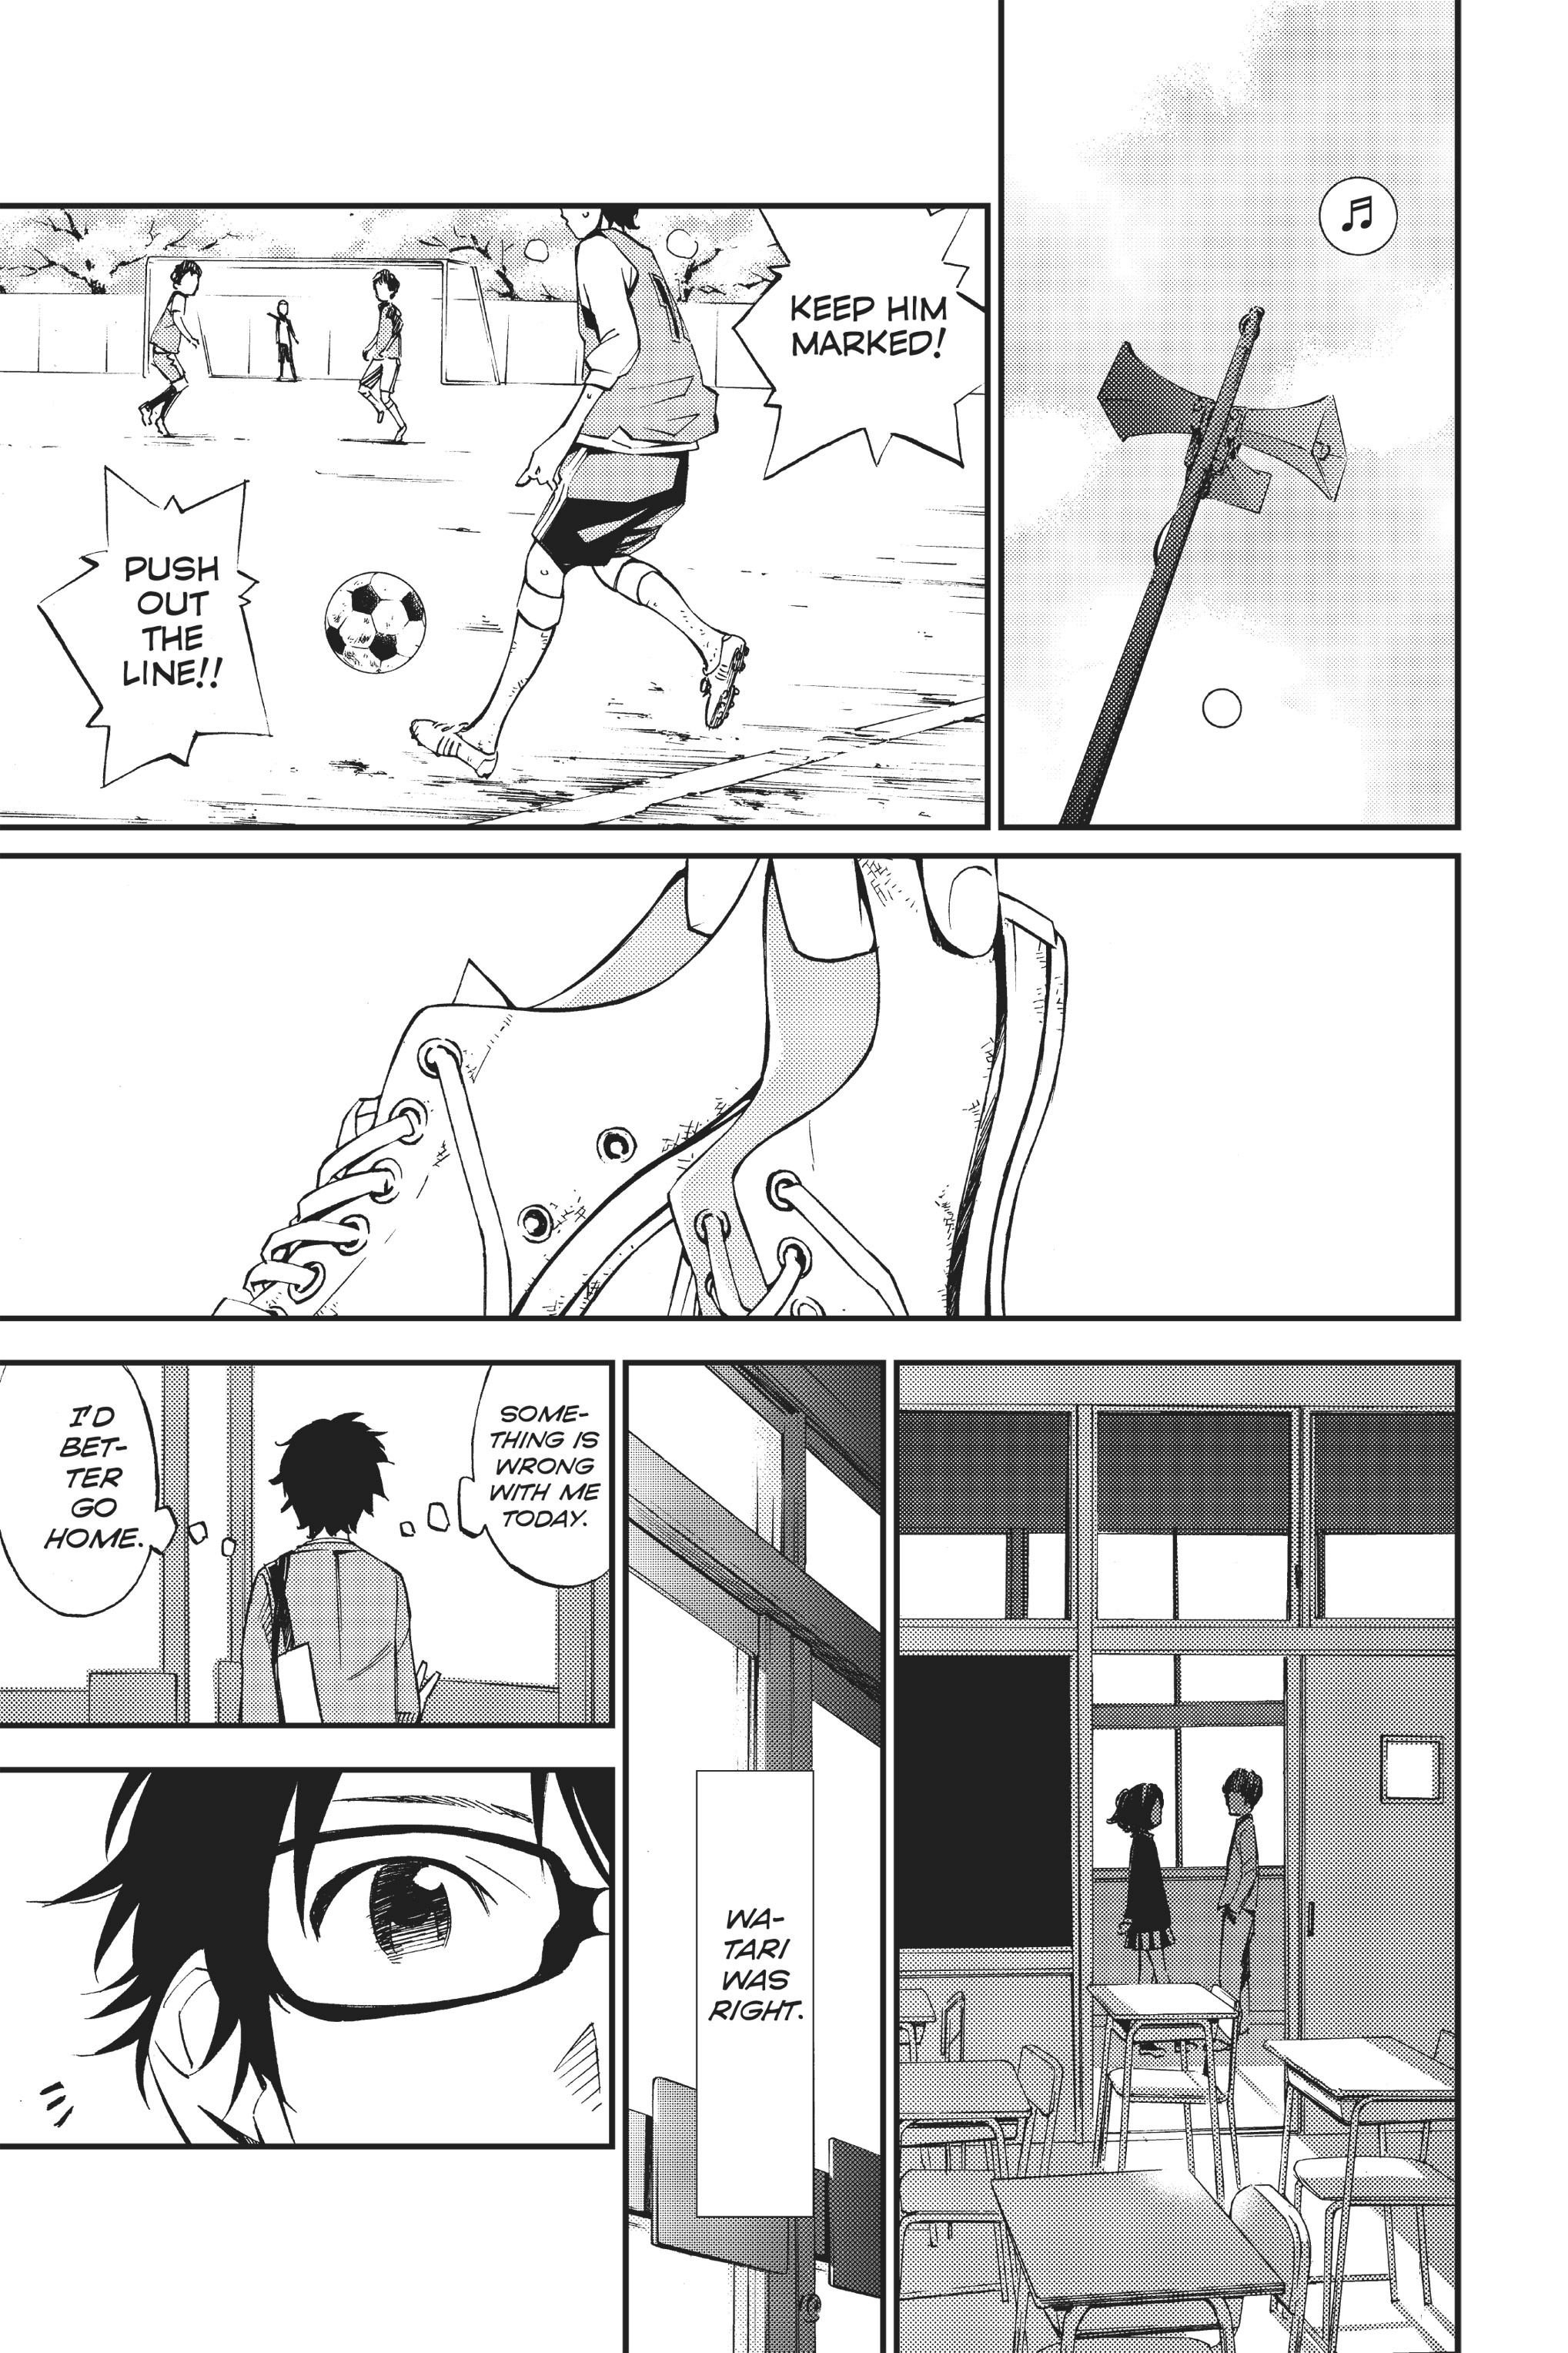 ♬
KEEP HIM
MARKED!
PUSH
OUT
THE
LINE!!
WA-
TARI
WAS
RIGHT.
SOME-
THING IS
WRONG
WITH ME
TODAY.
I'D
BET-
TER
GO
HOME.